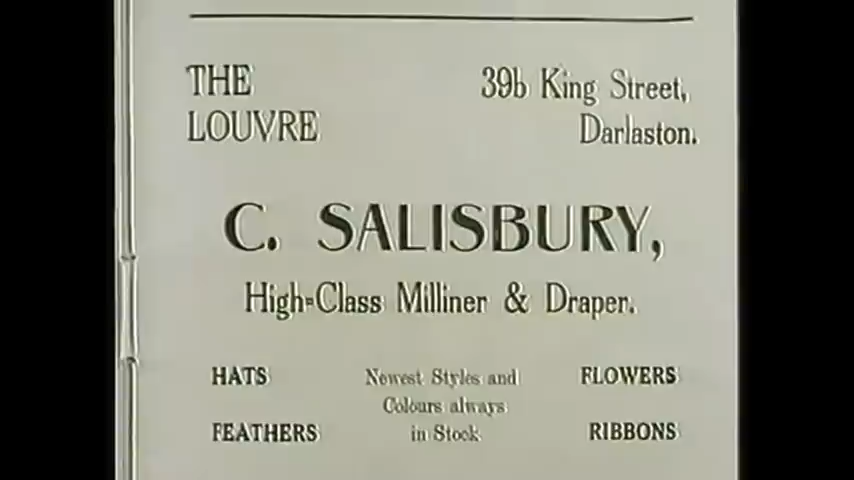 THE 39b King Street,
LOUVRE Darlaston.
C. SALISBURY,
High=Class Milliner & Draper.
HATS Newest Styles and FLOWERS
Colours always
FEATHERS in Stock RIBBONS